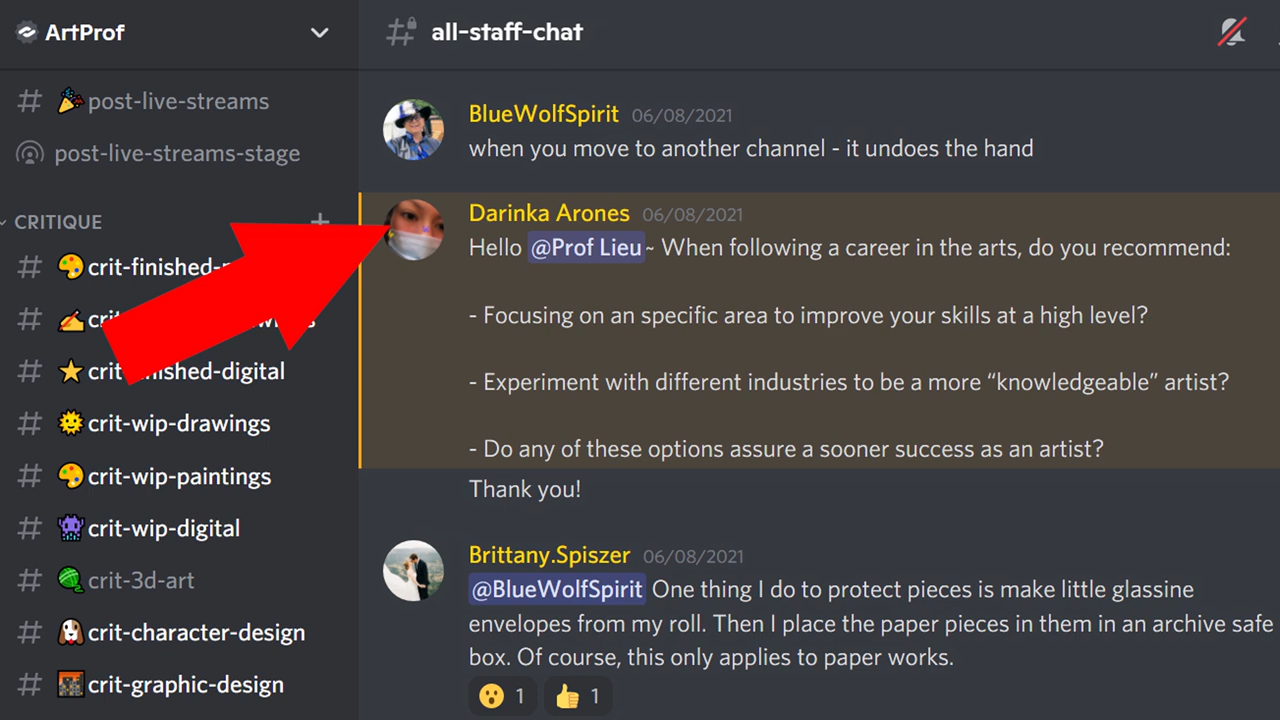 ArtProf
post-live-streams
post-live-streams-stage
CRITIQUE
crit-finished-
crit-finished-digital
crit-wip-drawings
crit-wip-paintings
crit-wip-digital
crit-3d-art
crit-character-design
crit-graphic-design
all-staff-chat
BlueWolfSpirit 06/08/2021
when you move to another channel - it undoes the hand
Darinka Arones 06/08/2021
Hello @Prof Lieu ~ When following a career in the arts, do you recommend:
- Focusing on an specific area to improve your skills at a high level?
- Experiment with different industries to be a more “knowledgeable” artist?
- Do any of these options assure a sooner success as an artist?
Thank you!
Brittany.Spiszer 06/08/2021
@BlueWolfSpirit One thing I do to protect pieces is make little glassine
envelopes from my roll. Then I place the paper pieces in them in an archive safe
box. Of course, this only applies to paper works.
1 1